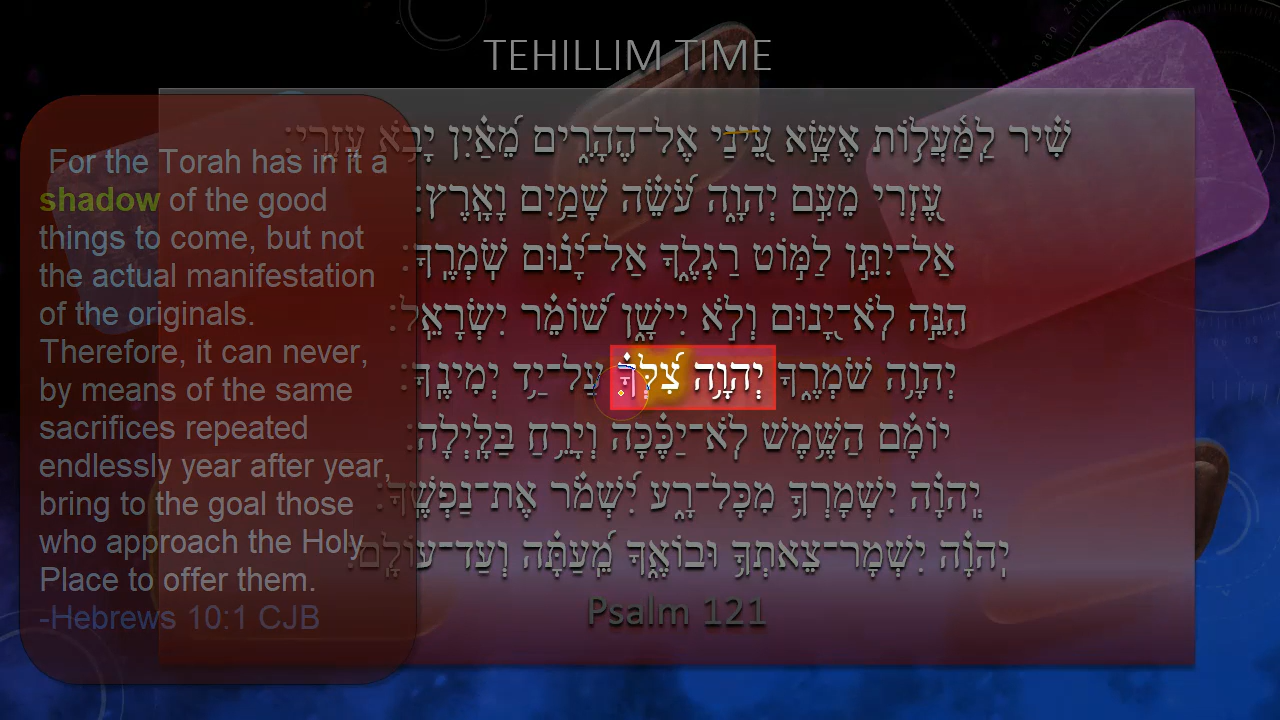 TEHILLIM TIME
שִׁ֗יר לַֽמַּ֫עֲל֥וֹת אֶשָּׂ֣א עֵ֭ינַי אֶל־הֶהָרִ֑ים מֵ֝אַ֗יִן יָבֹ֥א עֶזְרִֽי׃
עֶ֭זְרִי מֵעִ֣ם יְהוָ֑ה עֹ֝שֵׂ֗ה שָׁמַ֥יִם וָאָֽרֶץ׃
אַל־יִתֵּ֣ן לַמּ֣וֹט רַגְלֶ֑ךָ אַל־יָ֝נ֗וּם שֹֽׁמְרֶֽךָ׃
הִנֵּ֣ה לֹֽא־יָ֭נוּם וְלֹ֣א יִישָׁ֑ן שׁ֝וֹמֵ֗ר יִשְׂרָאֵֽל׃
יְהוָ֥ה שֹׁמְרֶ֑ךָ יְהוָ֥ה צִ֝לְּךָ֗ עַל־יַ֥ד יְמִינֶֽךָ׃
יוֹמָ֗ם הַשֶּׁ֥מֶשׁ לֹֽא־יַכֶּ֗כָּה וְיָרֵ֥חַ בַּלָּֽיְלָה׃
יְֽהוָ֗ה יִשְׁמָרְךָ֥ מִכָּל־רָ֑ע יִ֝שְׁמֹ֗ר אֶת־נַפְשֶֽׁךָ׃
יְֽהוָ֗ה יִשְׁמָר־צֵאתְךָ֥ וּבוֹאֶ֑ךָ מֵֽ֝עַתָּ֗ה וְעַד־עוֹלָֽם׃
Psalm 121
For the Torah has in it a
shadow of the good
things to come, but not
the actual manifestation
of the originals.
Therefore, it can never,
by means of the same
sacrifices repeated
endlessly year after year,
bring to the goal those
who approach the Holy
Place to offer them.
-Hebrews 10:1 CJB